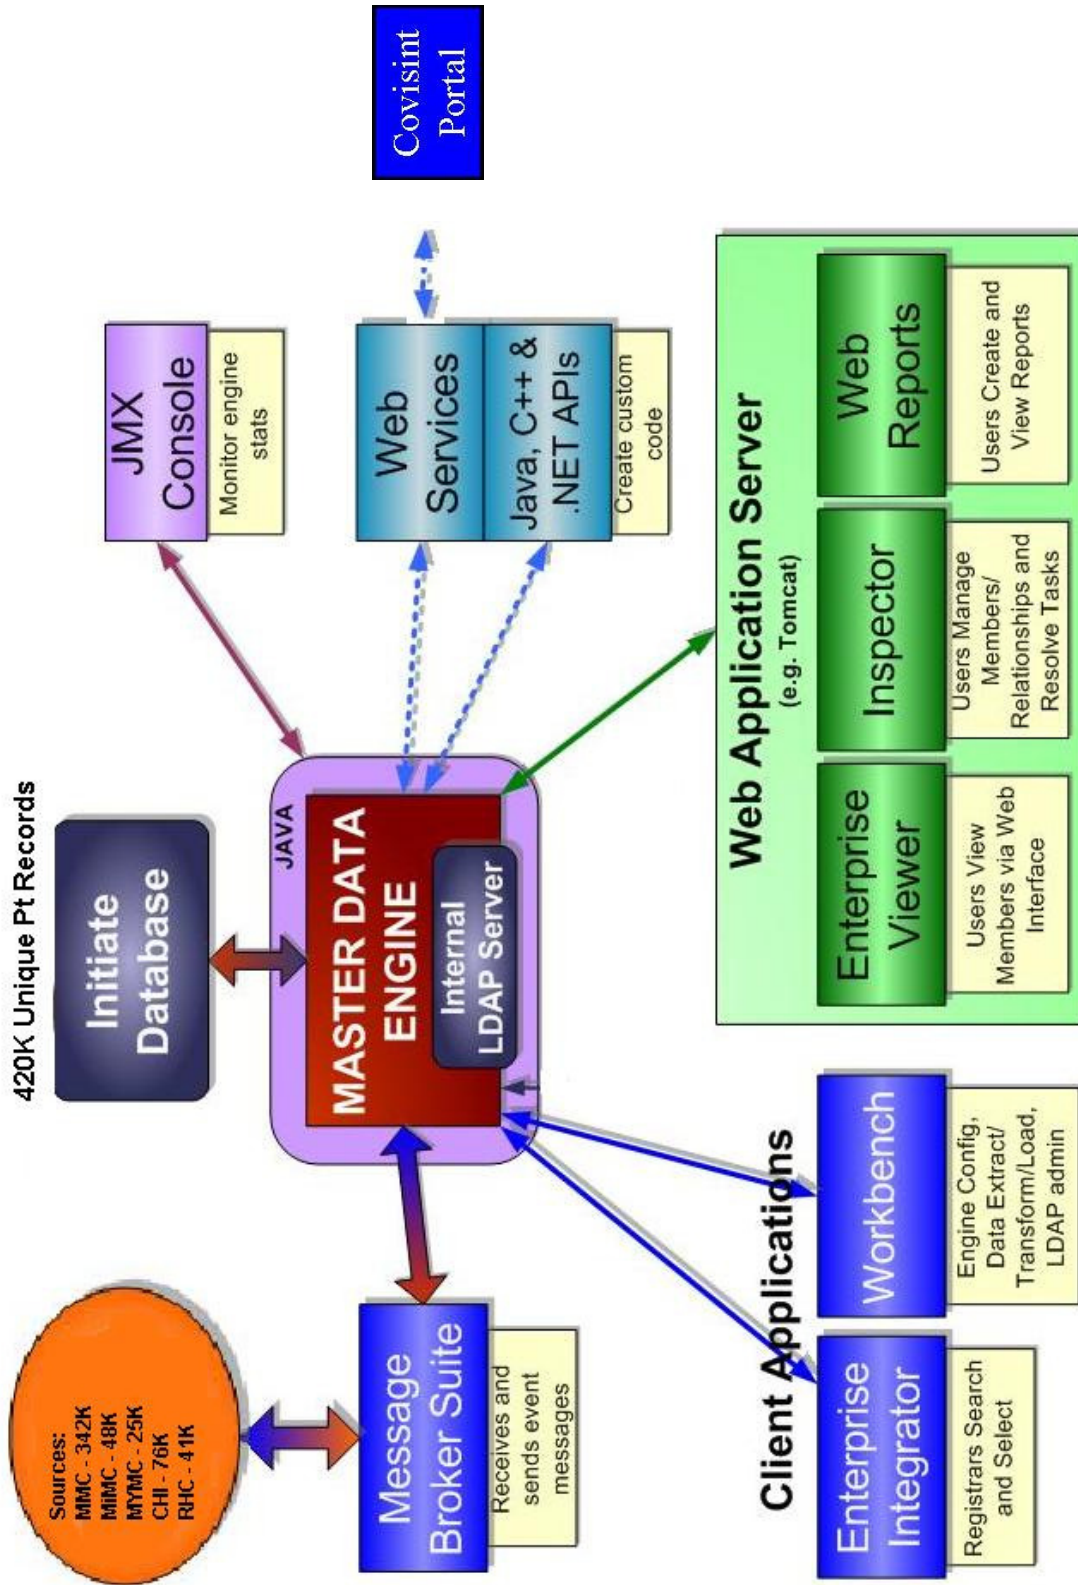 420K Unique Pt Records
Sources:
MMC - 342K
MiMC - 48K
MYMC - 25K
CHI - 76K
RHC - 41K
Initiate
Database
JMX
Console
Monitor engine
stats
Message
Broker Suite
Receives and
sends event
messages
JAVA
MASTER DATA
ENGINE
Internal
LDAP Server
Web
Services
Java, C++ &
.NET APIs
Create custom
code
Covisint
Portal
Client Applications
Enterprise
Integrator
Registrars Search
and Select
Workbench
Engine Config,
Data Extract/
Transform/Load,
LDAP admin
Web Application Server
(e.g. Tomcat)
Enterprise
Viewer
Users View
Members via Web
Interface
Inspector
Users Manage
Members/
Relationships and
Resolve Tasks
Web
Reports
Users Create and
View Reports